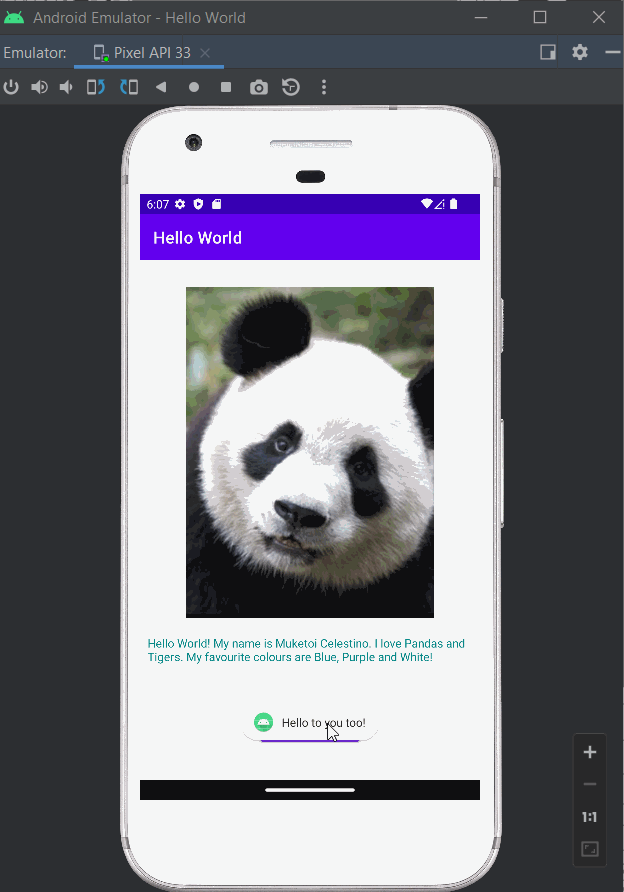 Android Emulator - Hello World
Emulator: Pixel API 33
6:07
Hello World
Hello World! My name is Muketoi Celestino. I love Pandas and
Tigers. My favourite colours are Blue, Purple and White!
Hello to you too!
1:1